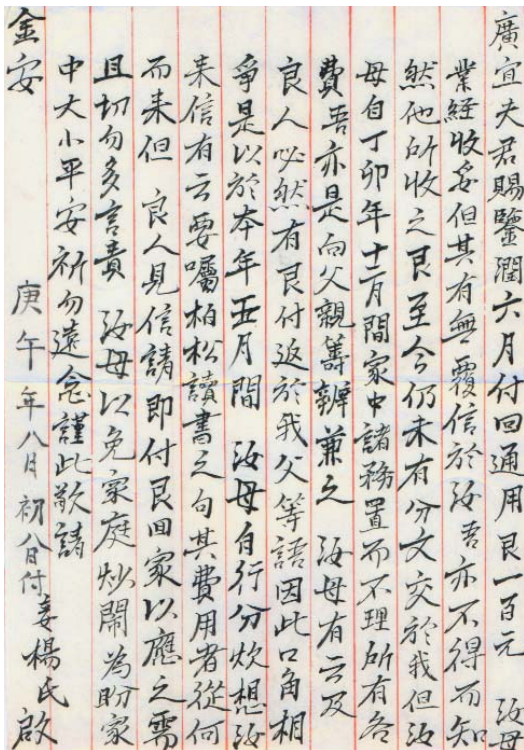 廣宜夫君賜鑒潤六月付回通用艮一百元 汝母
業經收妥但其有無覆信於汝吾亦不得而知
然他所收之艮至今仍未有分文交於我但汝
母自丁卯年十二月間家中諸務置而不理所有各
費吾亦是向父親籌辦兼之 汝母有云及
良人必然有艮付返於我父等語因此口角相
爭是以於本年五月間 汝母自行分炊想汝
来信有云要囑柏松讀書之句其費用者從何
而来但 良人見信請即付艮回家以應之需
且切勿多言責 汝母以免家庭炒鬧為盼家
中大小平安祈勿遠念謹此敬請
金安
庚午年八月初八日付妾楊氏啟